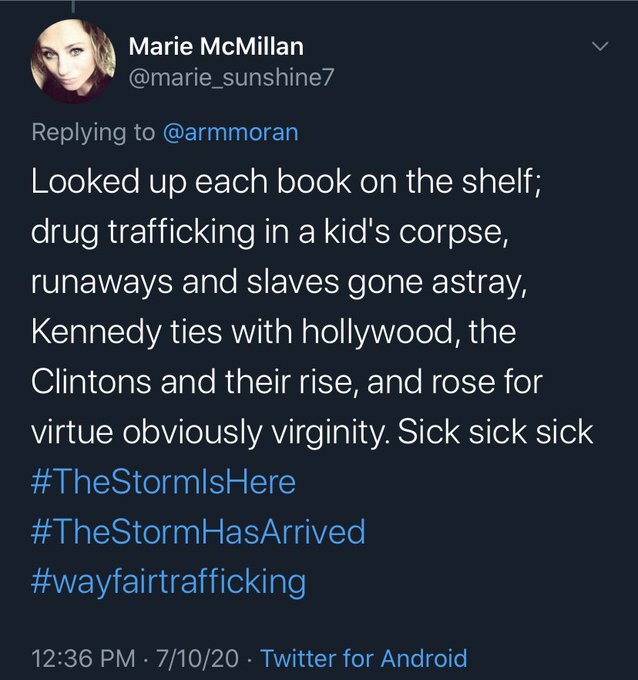 Marie McMillan
@marie_sunshine7
Replying to @armmoran
Looked up each book on the shelf;
drug trafficking in a kid's corpse,
runaways and slaves gone astray,
Kennedy ties with hollywood, the
Clintons and their rise, and rose for
virtue obviously virginity. Sick sick sick
#TheStormIsHere
#TheStormHasArrived
#wayfairtrafficking
12:36 PM · 7/10/20 · Twitter for Android